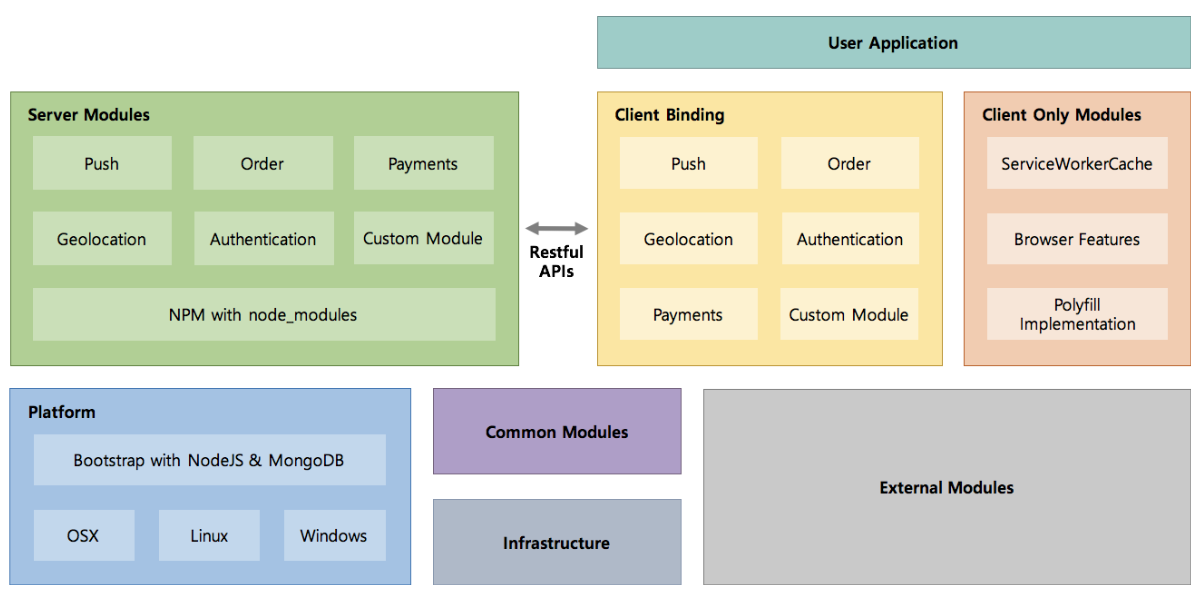 User Application
Server Modules
Push
Order
Payments
Geolocation
Authentication
Custom Module
NPM with node_modules
Restful
APIs
Client Binding
Push
Order
Geolocation
Authentication
Payments
Custom Module
Client Only Modules
ServiceWorkerCache
Browser Features
Polyfill
Implementation
Platform
Bootstrap with NodeJS & MongoDB
OSX
Linux
Windows
Common Modules
Infrastructure
External Modules